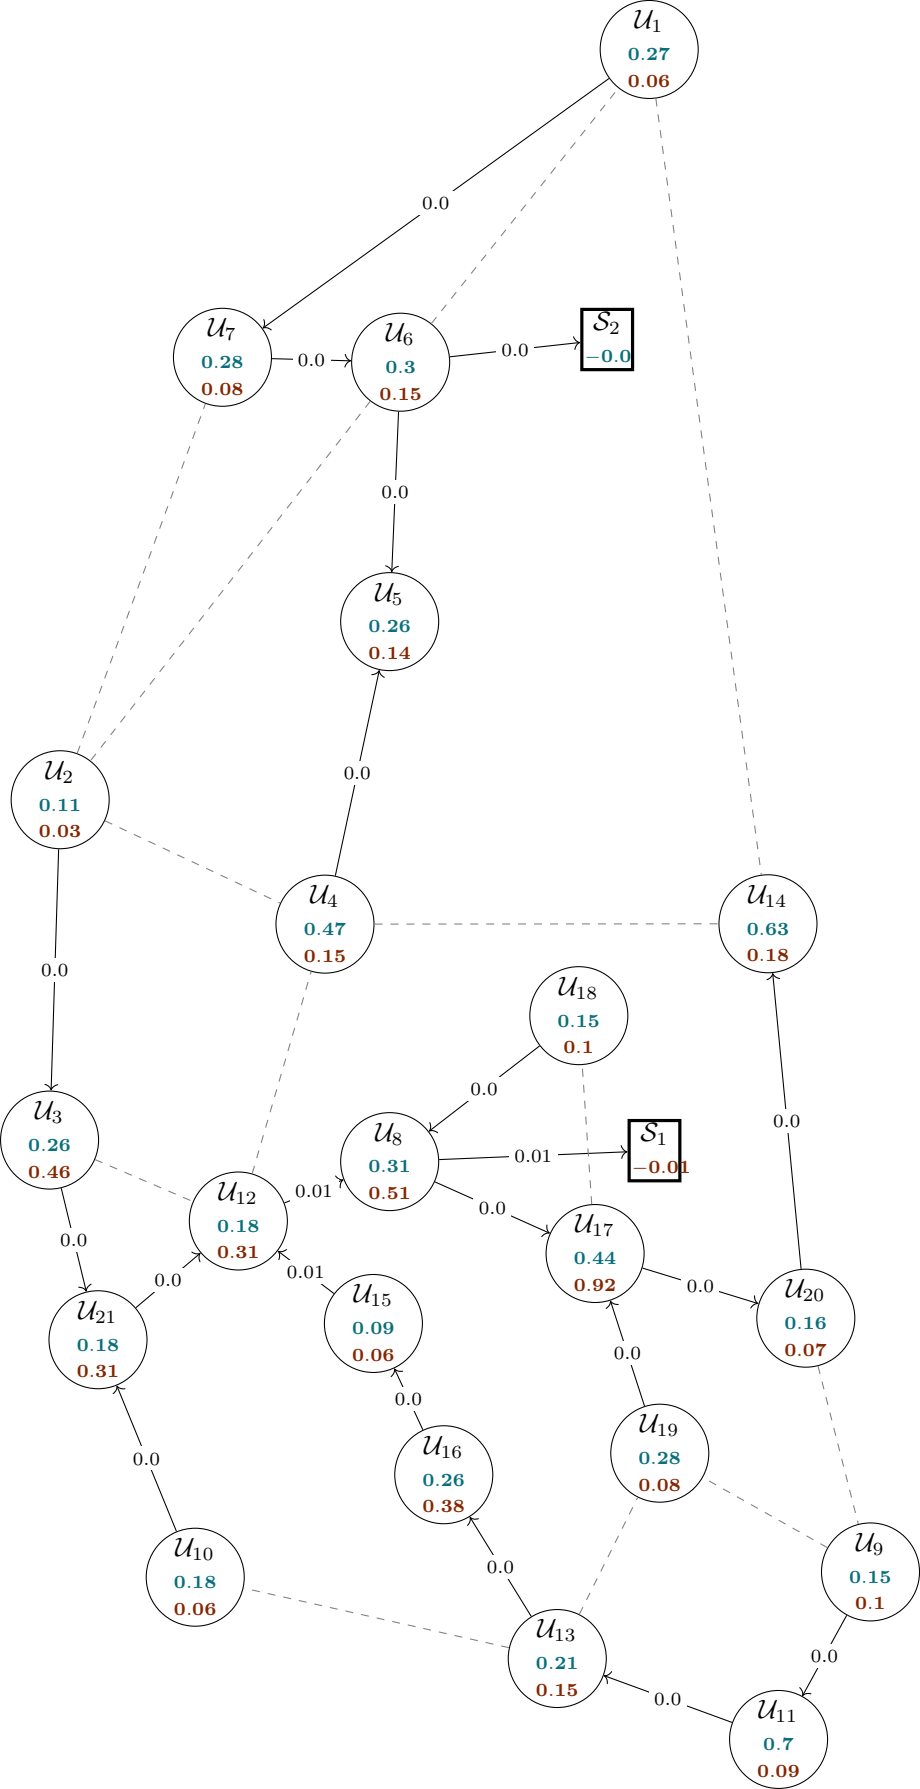 𝒰₁
0.27
0.06
0.0
𝒰₇
0.28
0.08
0.0
𝒰₆
0.3
0.15
0.0
𝒮₂
−0.0
0.0
𝒰₅
0.26
0.14
0.0
𝒰₂
0.11
0.03
𝒰₄
0.47
0.15
𝒰₁₄
0.63
0.18
0.0
𝒰₁₈
0.15
0.1
0.0
𝒰₃
0.26
0.46
𝒰₈
0.31
0.51
0.01
𝒮₁
−0.01
0.0
𝒰₁₂
0.18
0.31
0.01
0.0
𝒰₁₇
0.44
0.92
0.0
0.0
0.0
0.01
𝒰₂₁
0.18
0.31
𝒰₁₅
0.09
0.06
𝒰₂₀
0.16
0.07
0.0
0.0
0.0
𝒰₁₆
0.26
0.38
𝒰₁₉
0.28
0.08
𝒰₁₀
0.18
0.06
0.0
𝒰₉
0.15
0.1
𝒰₁₃
0.21
0.15
0.0
0.0
𝒰₁₁
0.7
0.09